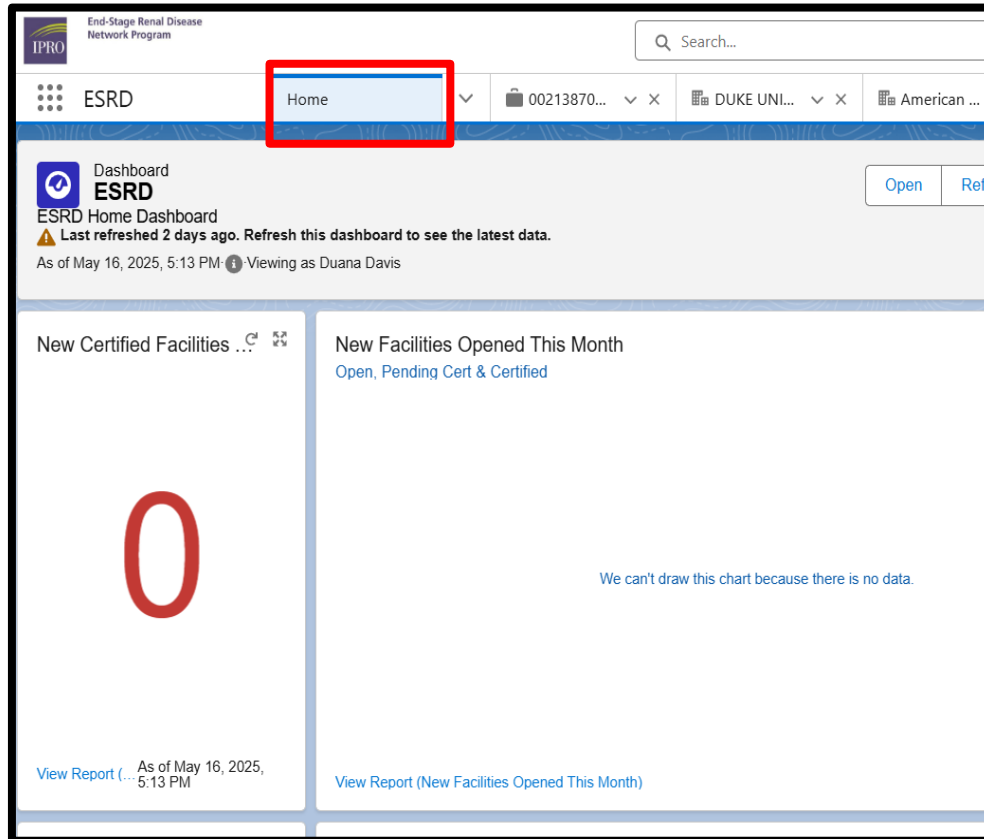 End-Stage Renal Disease
Network Program
IPRO
Search...
ESRD
Home
00213870...
DUKE UNI...
American ...
Dashboard
ESRD
ESRD Home Dashboard
Last refreshed 2 days ago. Refresh this dashboard to see the latest data.
As of May 16, 2025, 5:13 PM·Viewing as Duana Davis
Open
Ref
New Certified Facilities ...
0
View Report (...
As of May 16, 2025,
5:13 PM
New Facilities Opened This Month
Open, Pending Cert & Certified
We can't draw this chart because there is no data.
View Report (New Facilities Opened This Month)